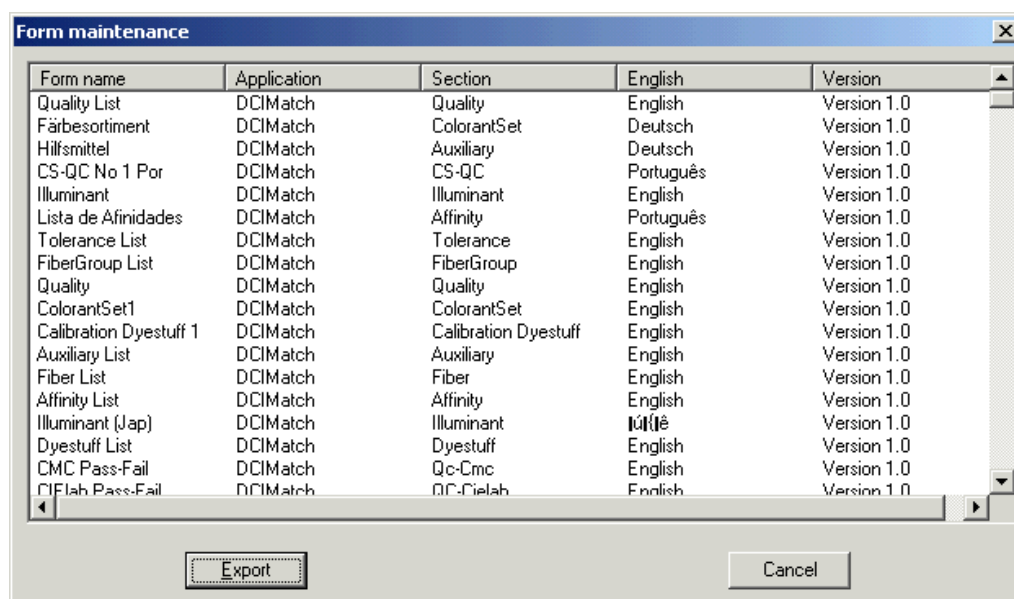 Form maintenance
Form name Application Section English Version
Quality List DCIMatch Quality English Version 1.0
Färbesortiment DCIMatch ColorantSet Deutsch Version 1.0
Hilfsmittel DCIMatch Auxiliary Deutsch Version 1.0
CS-QC No 1 Por DCIMatch CS-QC Português Version 1.0
Illuminant DCIMatch Illuminant English Version 1.0
Lista de Afinidades DCIMatch Affinity Português Version 1.0
Tolerance List DCIMatch Tolerance English Version 1.0
FiberGroup List DCIMatch FiberGroup English Version 1.0
Quality DCIMatch Quality English Version 1.0
ColorantSet1 DCIMatch ColorantSet English Version 1.0
Calibration Dyestuff 1 DCIMatch Calibration Dyestuff English Version 1.0
Auxiliary List DCIMatch Auxiliary English Version 1.0
Fiber List DCIMatch Fiber English Version 1.0
Affinity List DCIMatch Affinity English Version 1.0
Illuminant (Jap) DCIMatch Illuminant Version 1.0
Dyestuff List DCIMatch Dyestuff English Version 1.0
CMC Pass-Fail DCIMatch Qc-Cmc English Version 1.0
CIElab Pass-Fail DCIMatch QC-Cielab English Version 1.0
Export Cancel